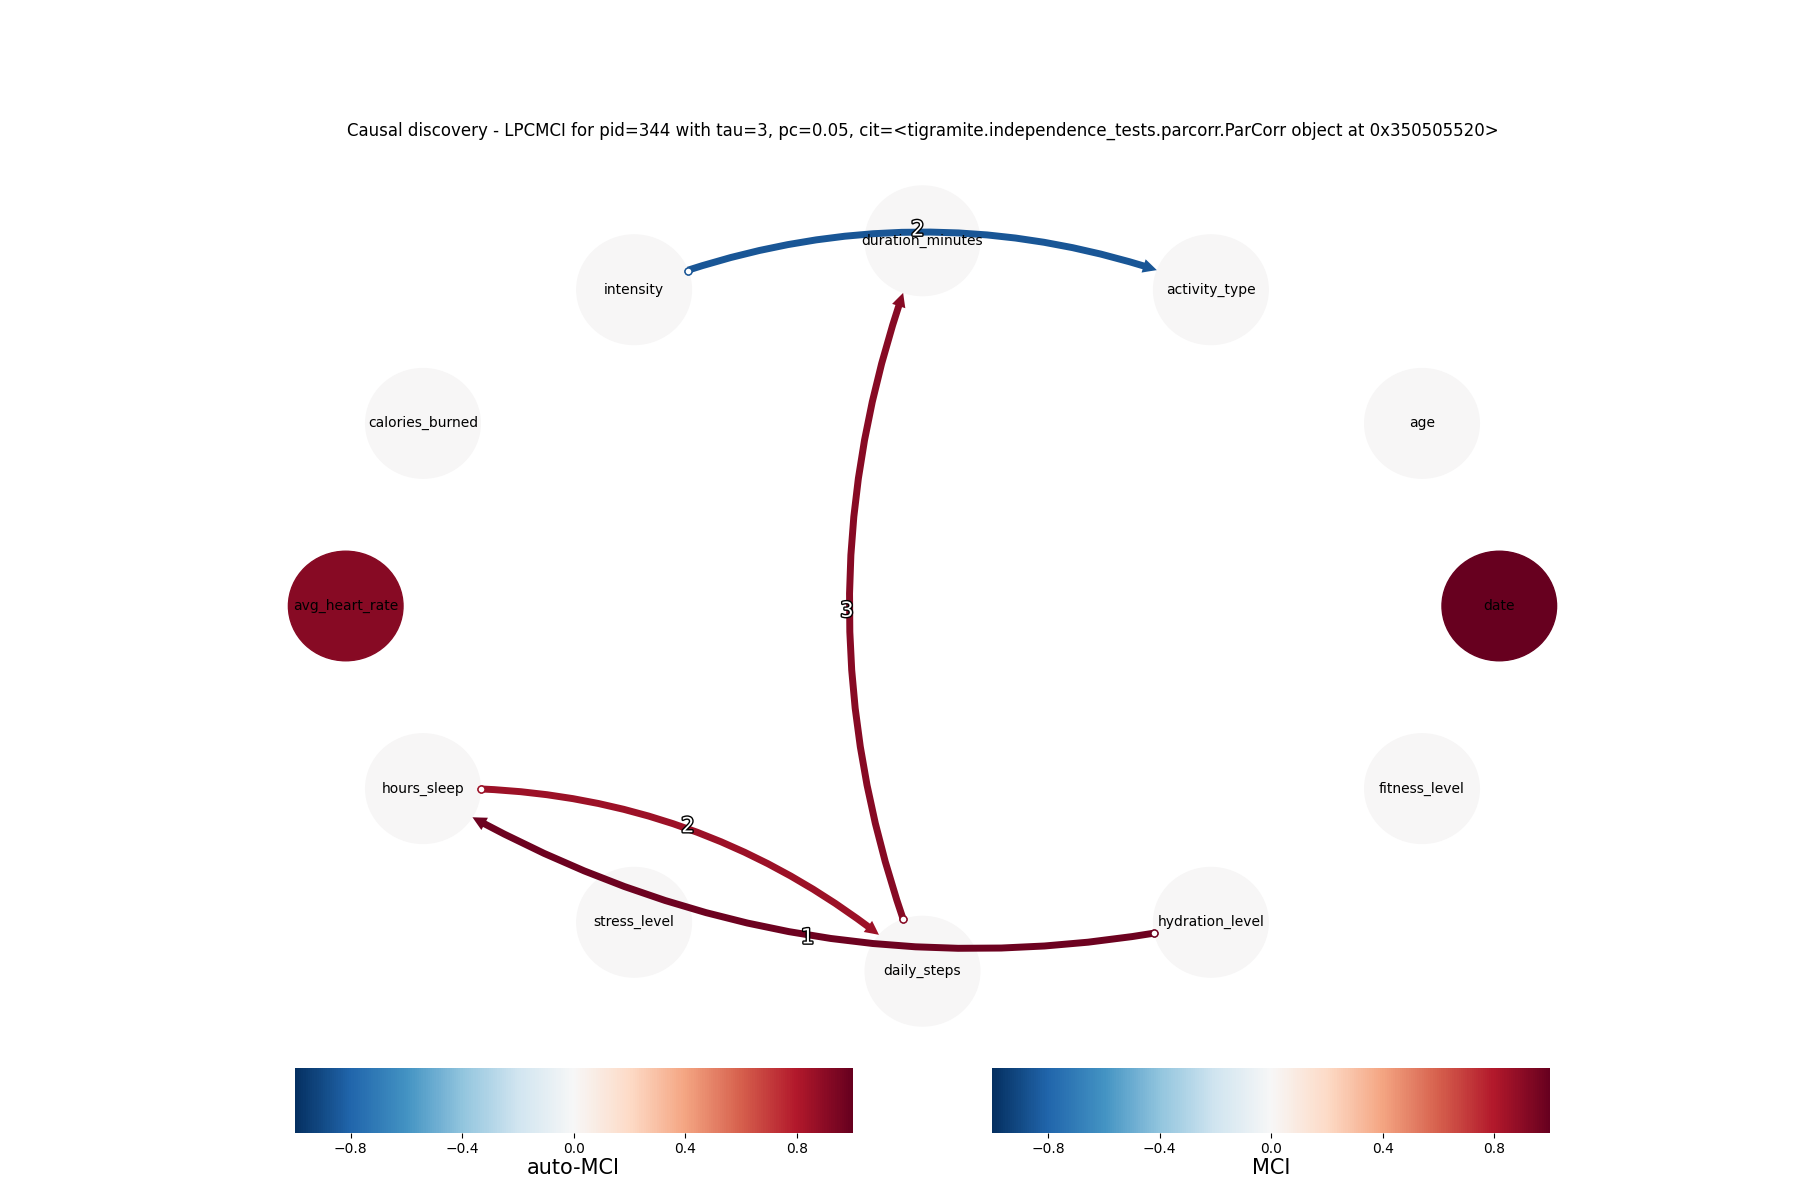 Causal discovery - LPCMCI for pid=344 with tau=3, pc=0.05, cit=<tigramite.independence_tests.parcorr.ParCorr object at 0x350505520>
2
duration_minutes
intensity
activity_type
calories_burned
age
avg_heart_rate
3
date
hours_sleep
fitness_level
2
stress_level
1
hydration_level
daily_steps
−0.8 −0.4 0.0 0.4 0.8
auto-MCI
−0.8 −0.4 0.0 0.4 0.8
MCI